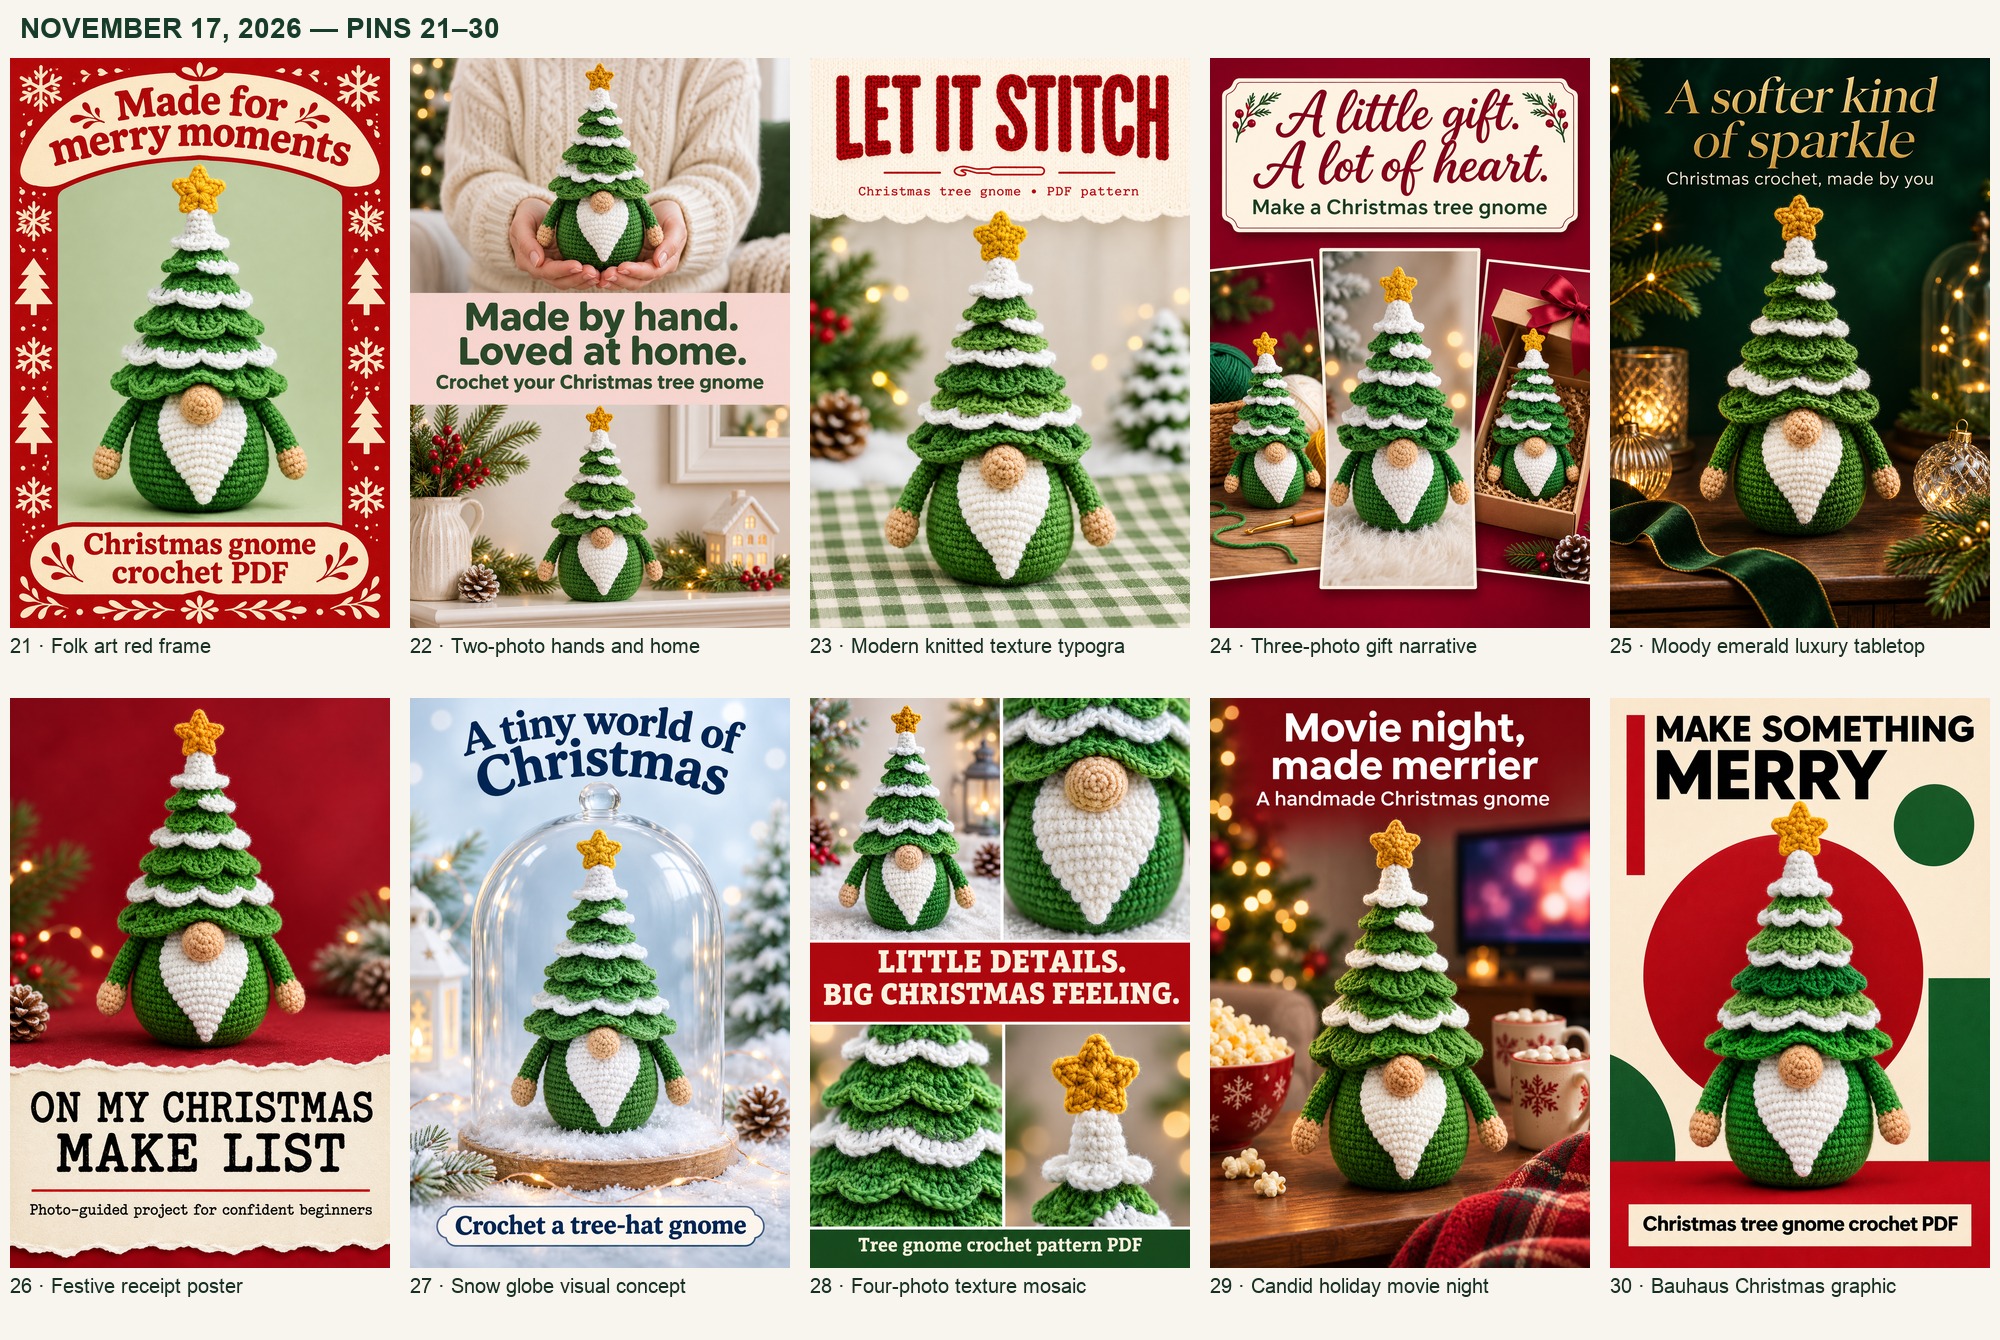 NOVEMBER 17, 2026 — PINS 21–30
Made for
merry moments
Christmas gnome
crochet PDF
21 · Folk art red frame
Made by hand.
Loved at home.
Crochet your Christmas tree gnome
22 · Two-photo hands and home
LET IT STITCH
Christmas tree gnome • PDF pattern
23 · Modern knitted texture typogra
A little gift.
A lot of heart.
Make a Christmas tree gnome
24 · Three-photo gift narrative
A softer kind
of sparkle
Christmas crochet, made by you
25 · Moody emerald luxury tabletop
ON MY CHRISTMAS
MAKE LIST
Photo-guided project for confident beginners
26 · Festive receipt poster
A tiny world of
Christmas
Crochet a tree-hat gnome
27 · Snow globe visual concept
LITTLE DETAILS.
BIG CHRISTMAS FEELING.
Tree gnome crochet pattern PDF
28 · Four-photo texture mosaic
Movie night,
made merrier
A handmade Christmas gnome
29 · Candid holiday movie night
MAKE SOMETHING
MERRY
Christmas tree gnome crochet PDF
30 · Bauhaus Christmas graphic